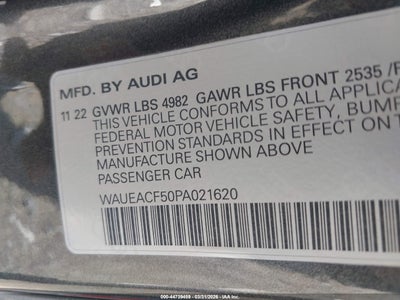 MFD. BY AUDI AG
11 22 GVWR LBS 4982 GAWR LBS FRONT 2535
THIS VEHICLE CONFORMS TO ALL
FEDERAL MOTOR VEHICLE SAFETY,
PREVENTION STANDARDS IN EFFECT ON
MANUFACTURE SHOWN ABOVE
PASSENGER CAR
WAUEACF50PA021620
000-44739469 - 03/31/2026 - IAA Inc.